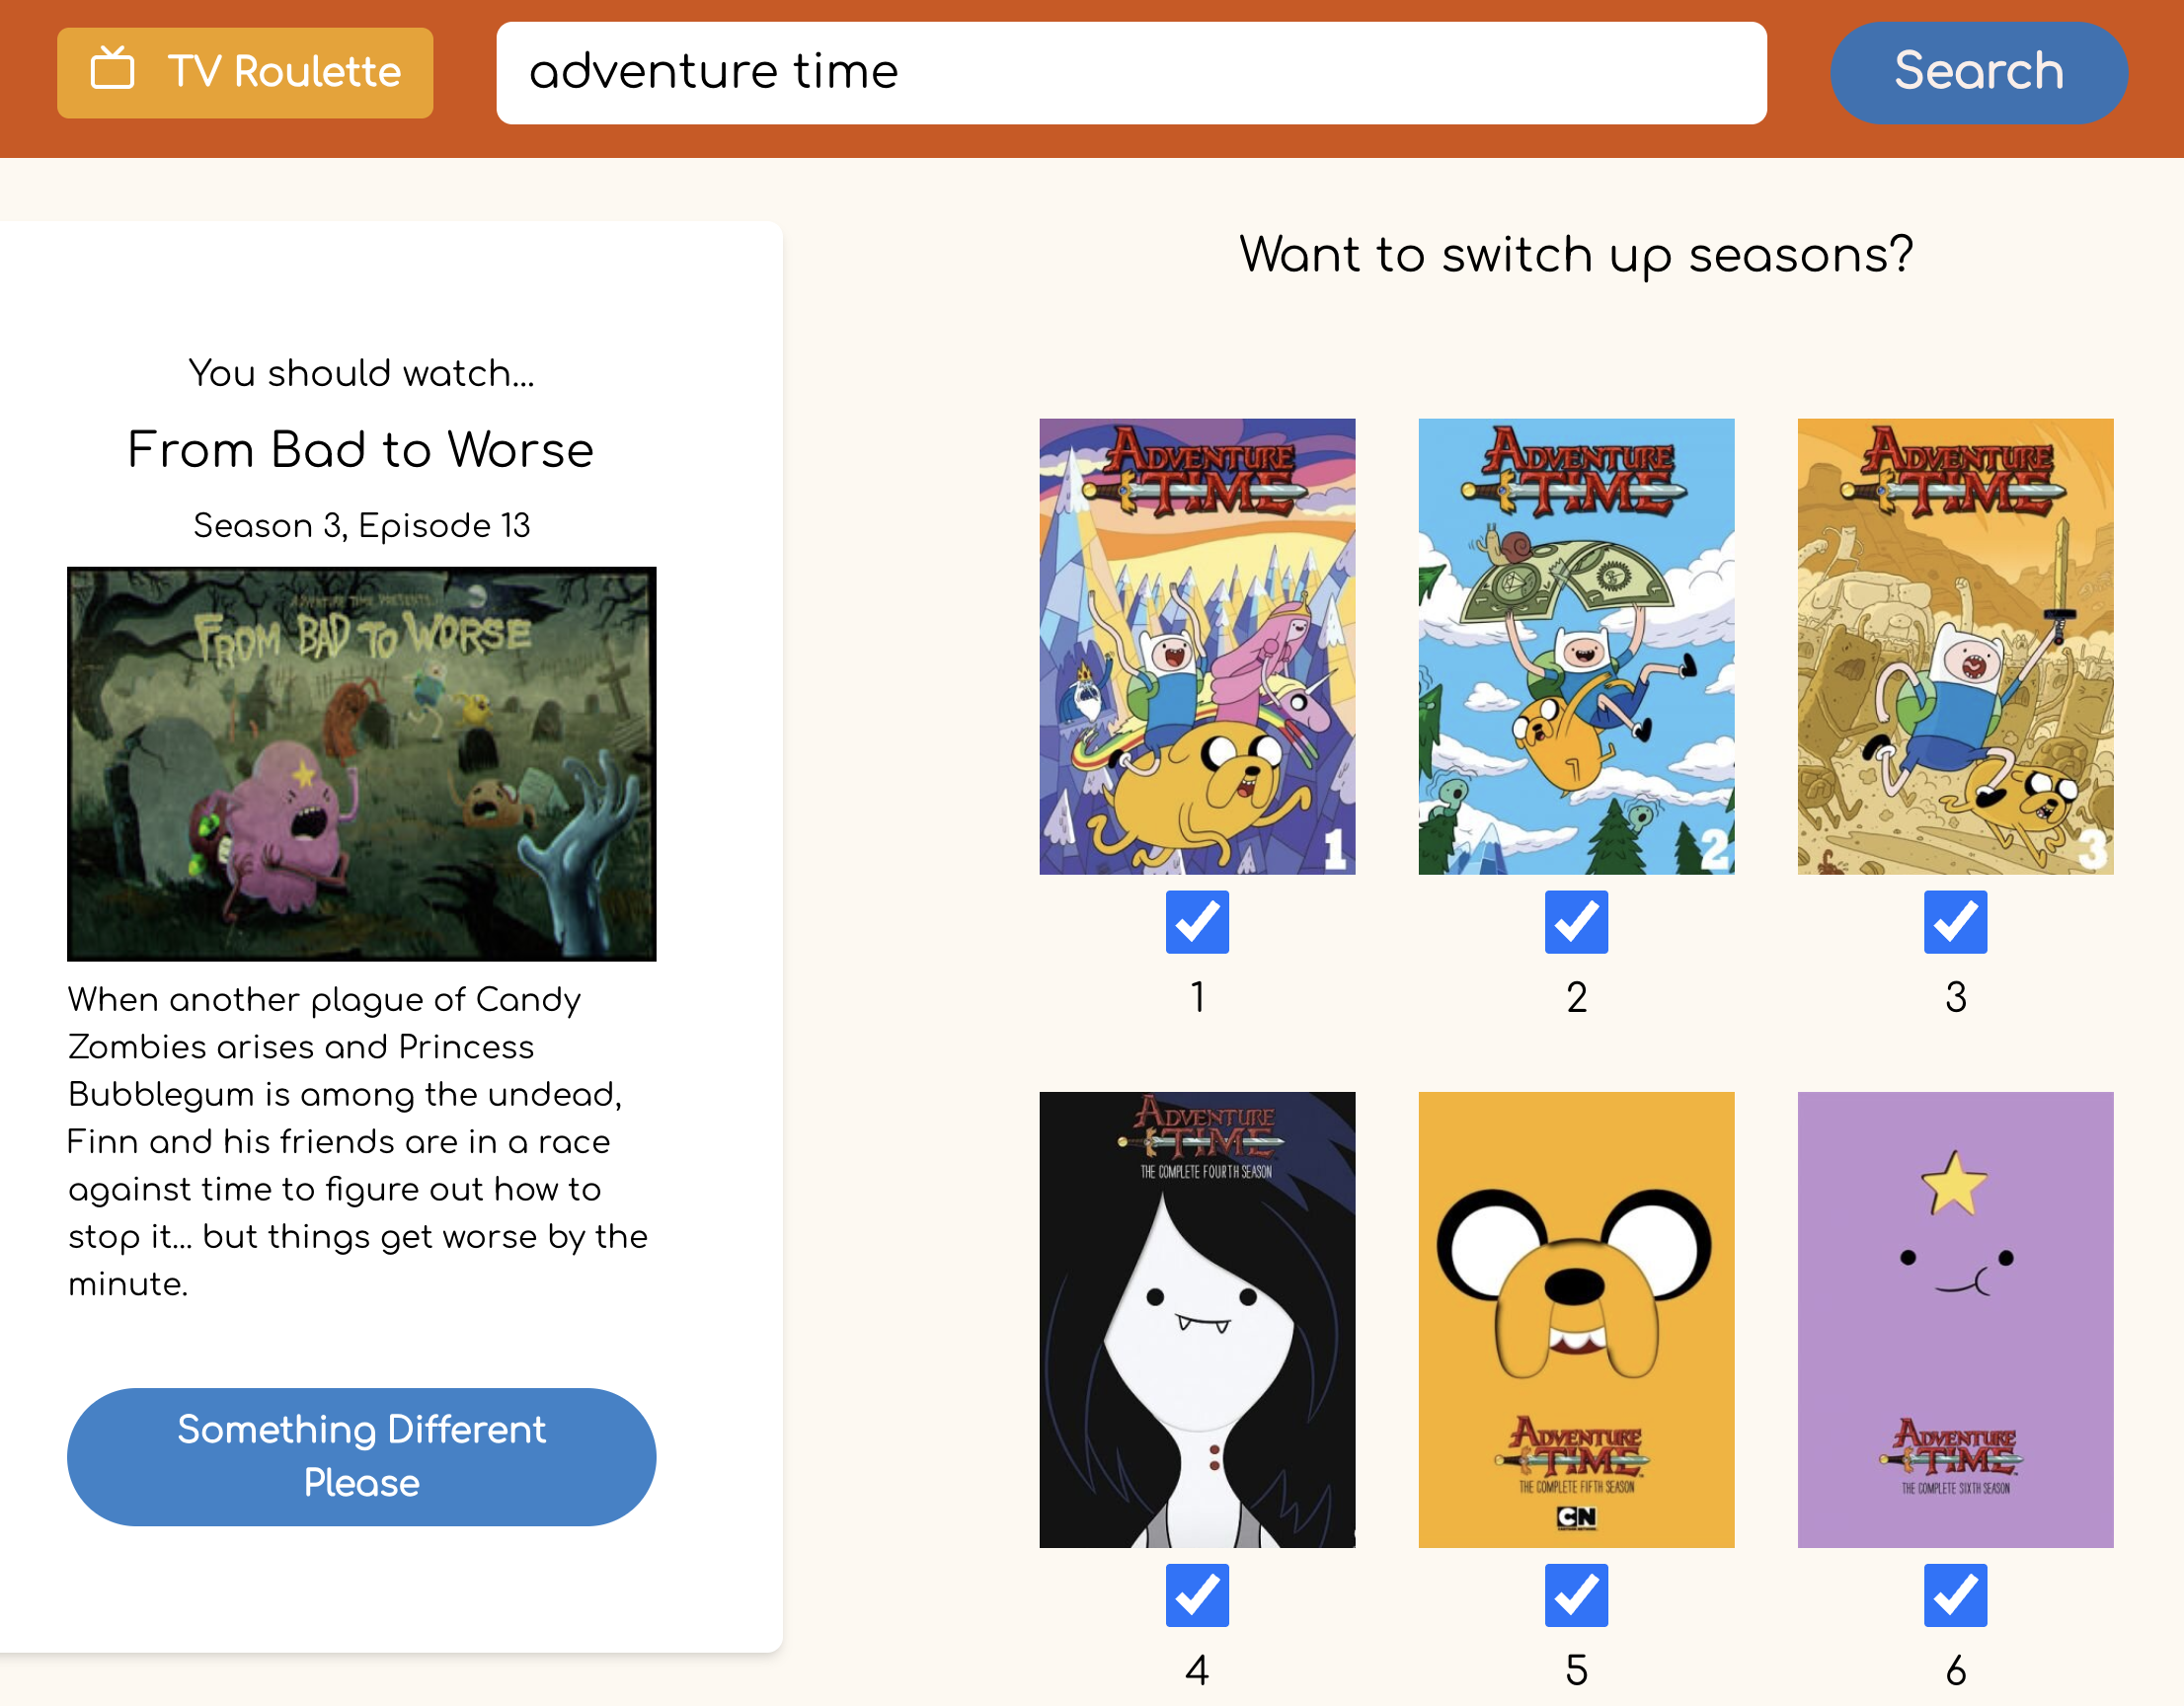 TV Roulette
adventure time
Search
You should watch...
From Bad to Worse
Season 3, Episode 13
ADVENTURE TIME PRESENTS...
FROM BAD TO WORSE
When another plague of Candy
Zombies arises and Princess
Bubblegum is among the undead,
Finn and his friends are in a race
against time to figure out how to
stop it... but things get worse by the
minute.
Something Different
Please
Want to switch up seasons?
ADVENTURE
TIME
1
1
ADVENTURE
TIME
2
2
ADVENTURE
TIME
3
3
ADVENTURE
TIME
THE COMPLETE FOURTH SEASON
4
ADVENTURE
TIME
THE COMPLETE FIFTH SEASON
CN
5
ADVENTURE
TIME
THE COMPLETE SIXTH SEASON
6